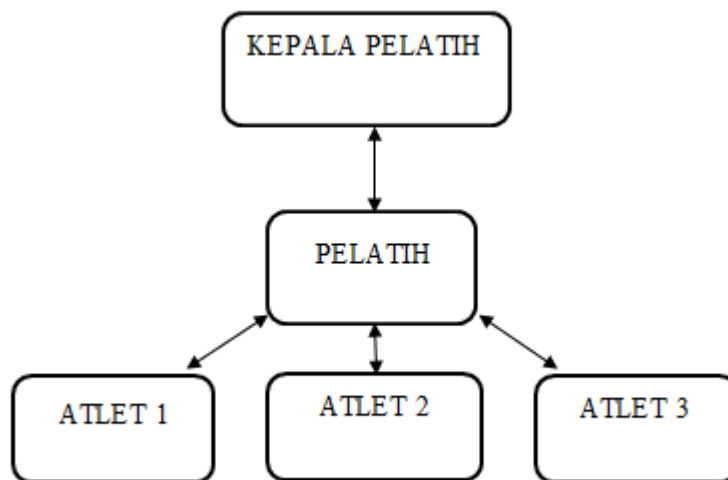 KEPALA PELATIH
PELATIH
ATLET 1
ATLET 2
ATLET 3